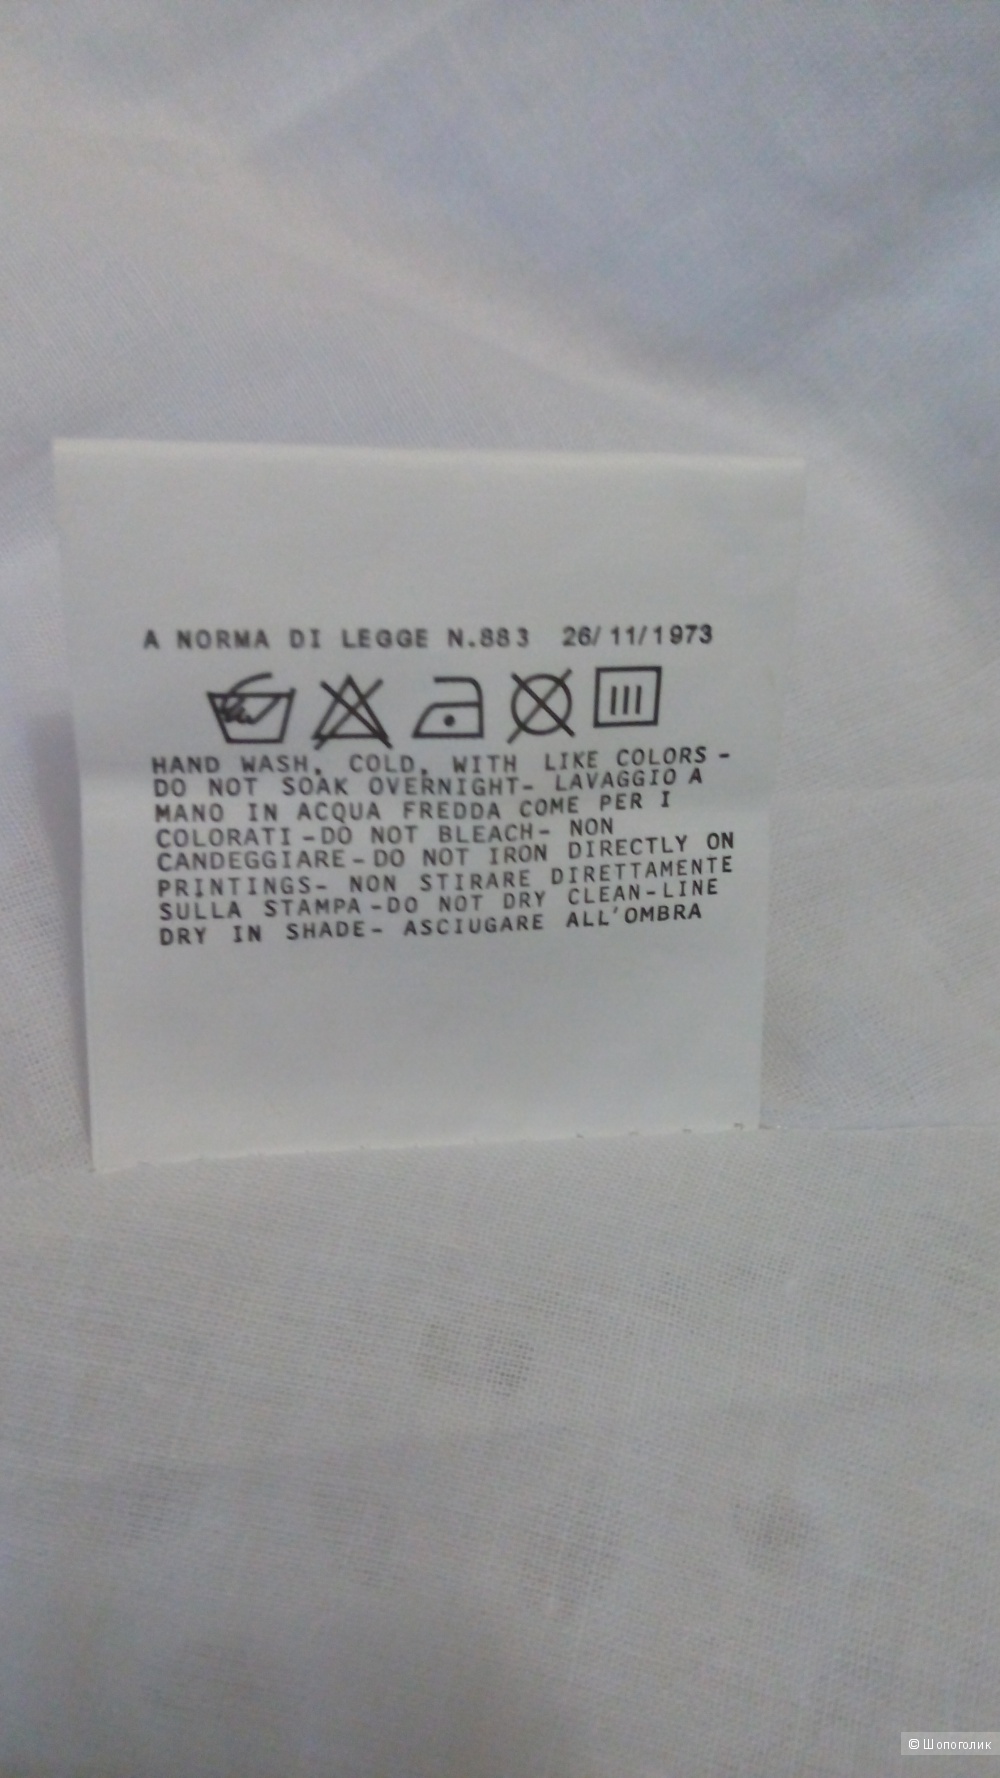 A NORMA DI LEGGE N.883 26/11/1973
HAND WASH, COLD, WITH LIKE COLORS -
DO NOT SOAK OVERNIGHT- LAVAGGIO A
MANO IN ACQUA FREDDA COME PER I
COLORATI -DO NOT BLEACH- NON
CANDEGGIARE-DO NOT IRON DIRECTLY ON
PRINTINGS- NON STIRARE DIRETTAMENTE
SULLA STAMPA-DO NOT DRY CLEAN-LINE
DRY IN SHADE- ASCIUGARE ALL'OMBRA
© Шопоголик